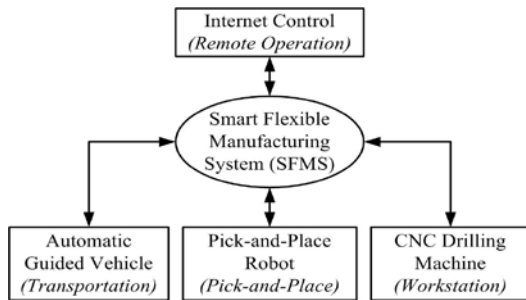 Internet Control
(Remote Operation)
Smart Flexible
Manufacturing
System (SFMS)
Automatic
Guided Vehicle
(Transportation)
Pick-and-Place
Robot
(Pick-and-Place)
CNC Drilling
Machine
(Workstation)